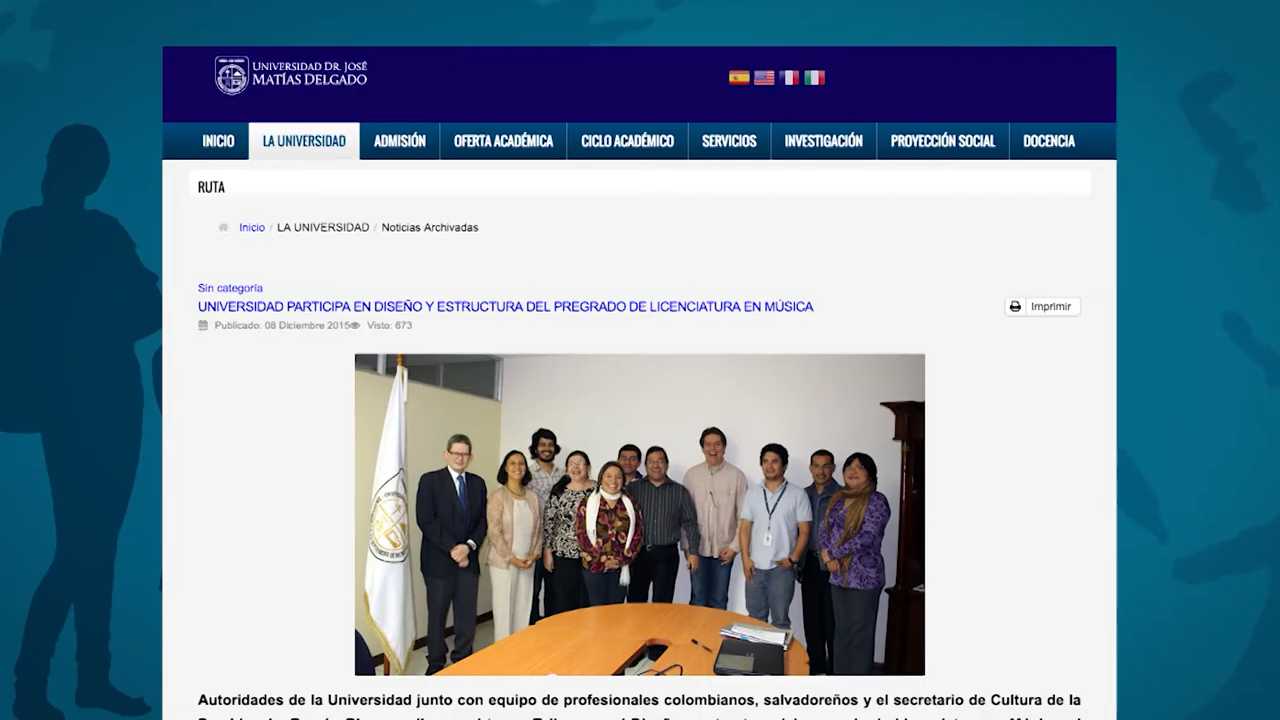 UNIVERSIDAD DR. JOSÉ
MATÍAS DELGADO
INICIO LA UNIVERSIDAD ADMISIÓN OFERTA ACADÉMICA CICLO ACADÉMICO SERVICIOS INVESTIGACIÓN PROYECCIÓN SOCIAL DOCENCIA
RUTA
Inicio / LA UNIVERSIDAD / Noticias Archivadas
Sin categoría
UNIVERSIDAD PARTICIPA EN DISEÑO Y ESTRUCTURA DEL PREGRADO DE LICENCIATURA EN MÚSICA
Imprimir
Publicado: 08 Diciembre 2015 Visto: 673
Autoridades de la Universidad junto con equipo de profesionales colombianos, salvadoreños y el secretario de Cultura de la